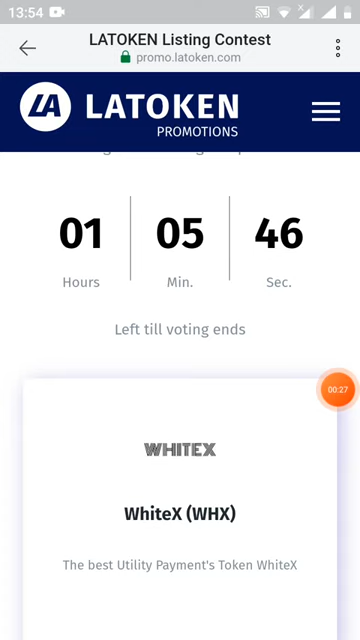 13:54
LATOKEN Listing Contest
promo.latoken.com
LA LATOKEN
PROMOTIONS
01 05 46
Hours Min. Sec.
Left till voting ends
00:27
WHITEX
WhiteX (WHX)
The best Utility Payment's Token WhiteX